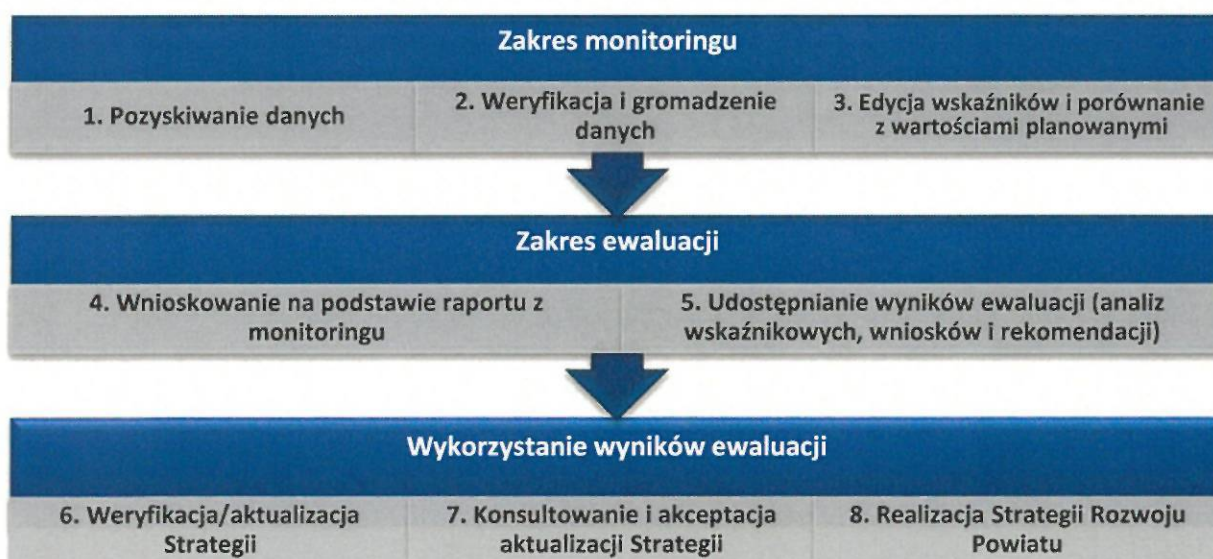 Zakres monitoringu
1. Pozyskiwanie danych
2. Weryfikacja i gromadzenie
danych
3. Edycja wskaźników i porównanie
z wartościami planowanymi
Zakres ewaluacji
4. Wnioskowanie na podstawie raportu z
monitoringu
5. Udostępnianie wyników ewaluacji (analiz
wskaźnikowych, wniosków i rekomendacji)
Wykorzystanie wyników ewaluacji
6. Weryfikacja/aktualizacja
Strategii
7. Konsultowanie i akceptacja
aktualizacji Strategii
8. Realizacja Strategii Rozwoju
Powiatu